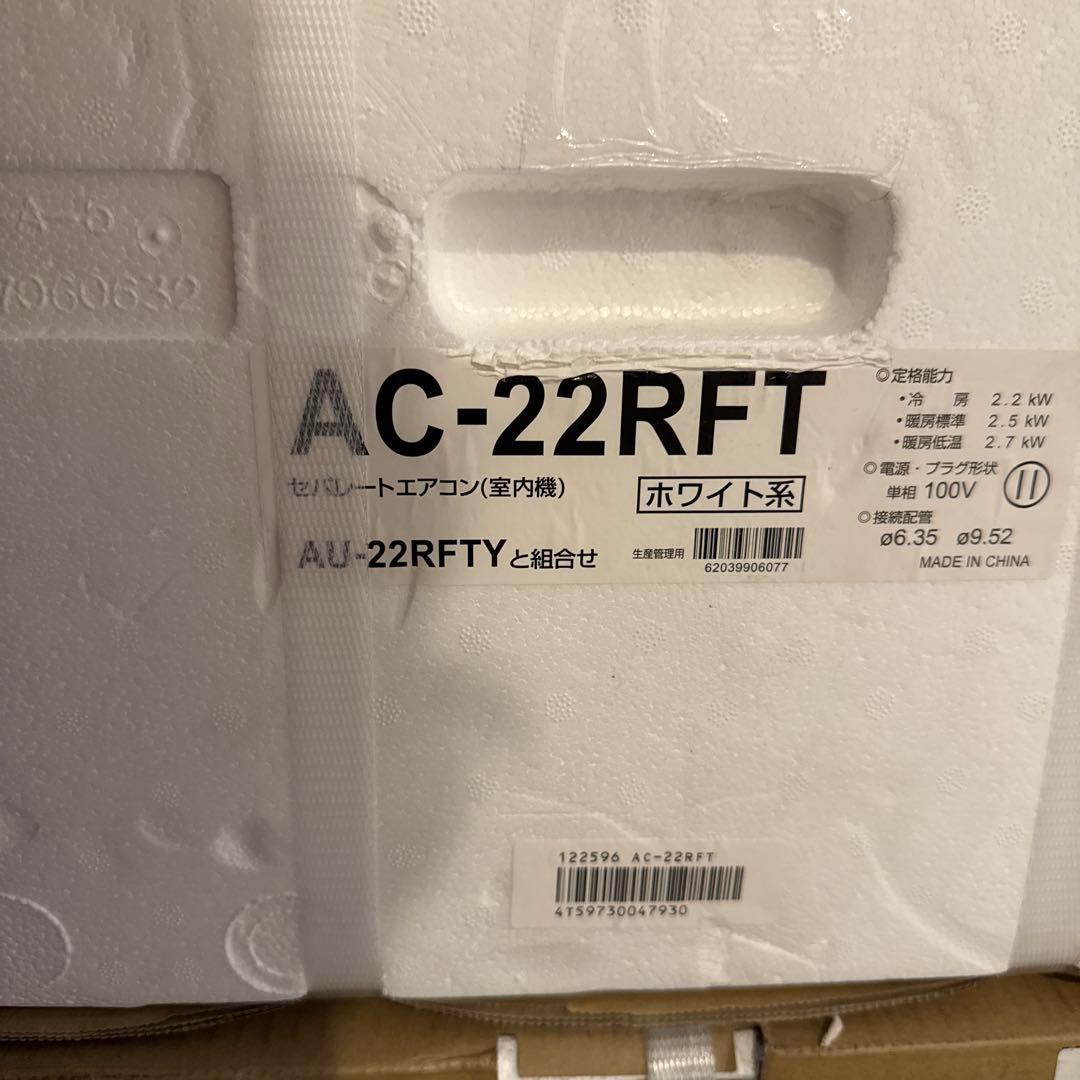 A-5
7060632
AC-22RFT
セパレートエアコン(室内機)
ホワイト系
AU-22RFTYと組合せ
生産管理用
62039906077
◎定格能力
・冷 房 2.2 kW
・暖房標準 2.5 kW
・暖房低温 2.7 kW
◎電源・プラグ形状
単相 100V
◎接続配管
ø6.35 ø9.52
MADE IN CHINA
122596 AC-22RFT
4T59730047930